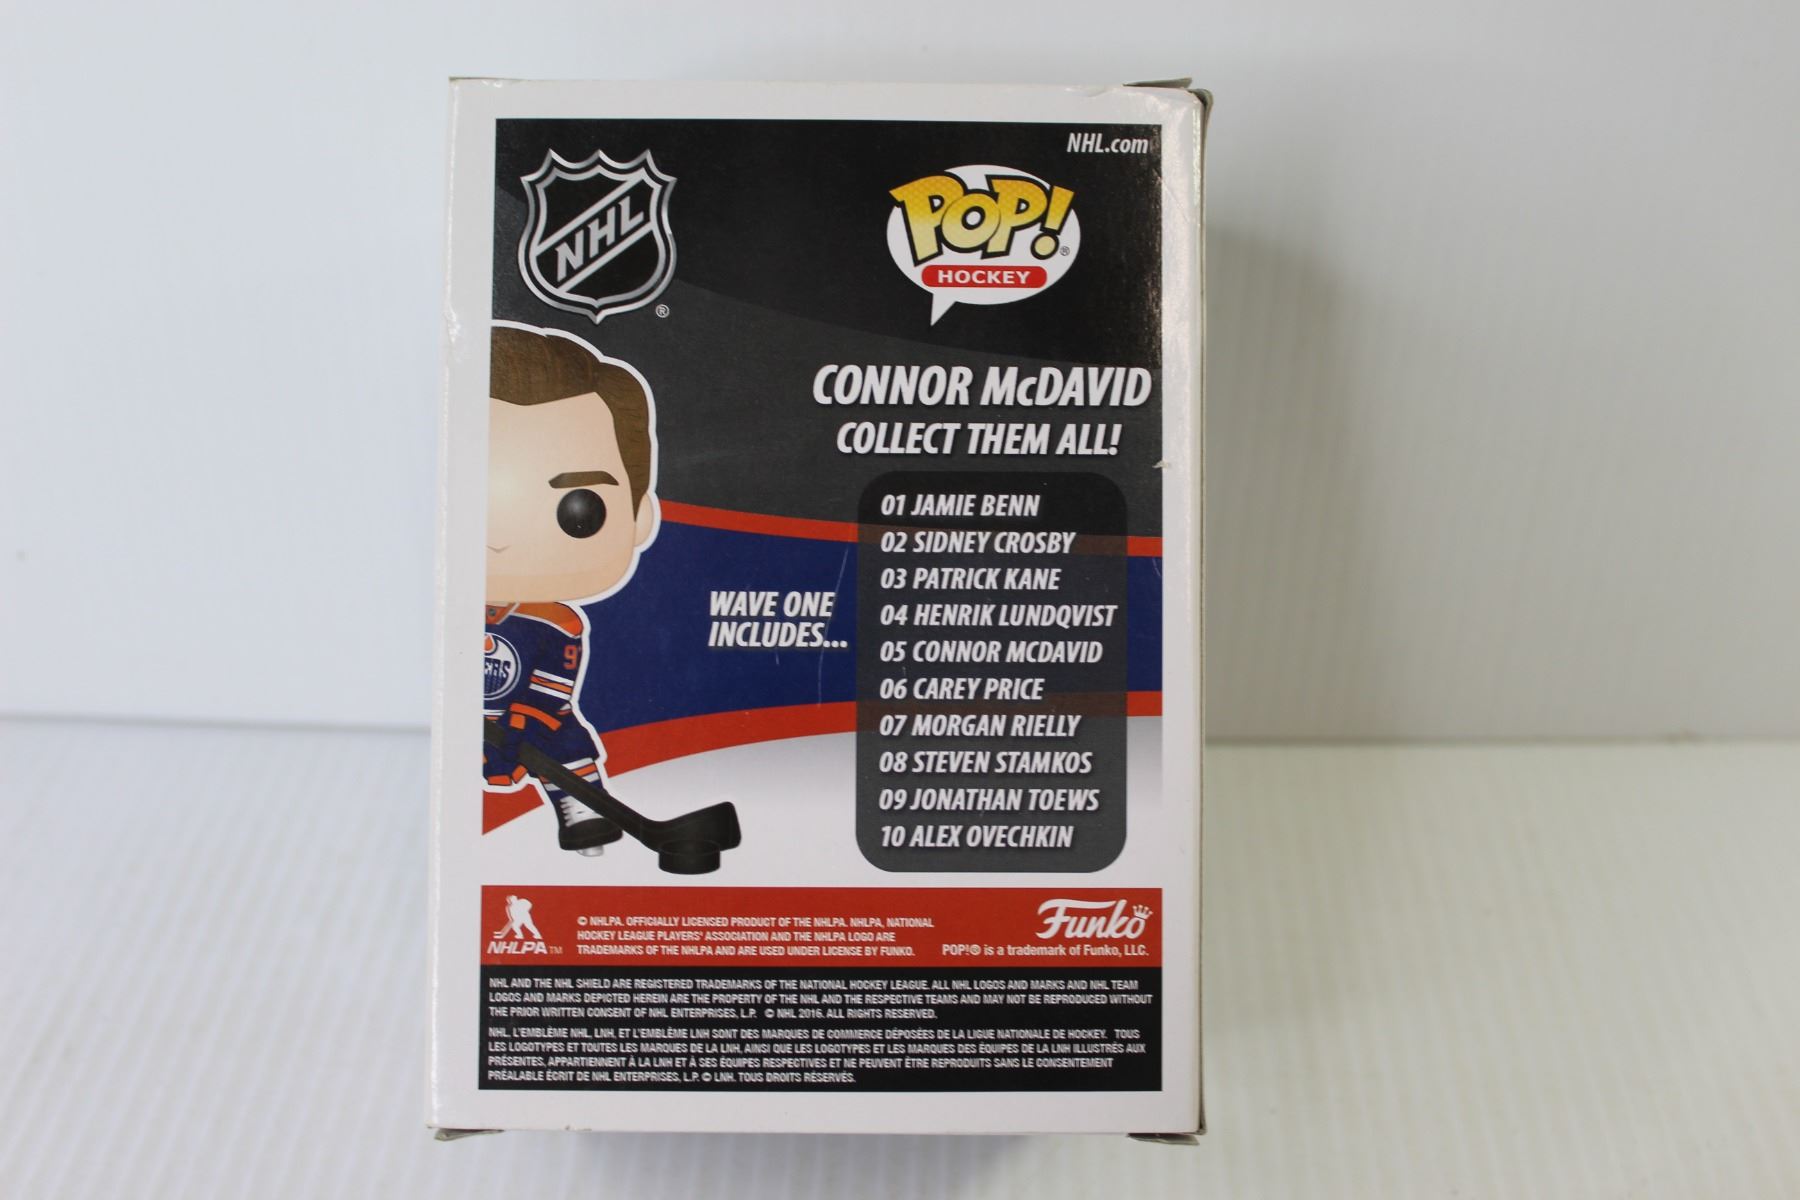 NHL.com
NHL
®
POP!
®
HOCKEY
CONNOR McDAVID
COLLECT THEM ALL!
WAVE ONE
INCLUDES...
01 JAMIE BENN
02 SIDNEY CROSBY
03 PATRICK KANE
04 HENRIK LUNDQVIST
05 CONNOR MCDAVID
06 CAREY PRICE
07 MORGAN RIELLY
08 STEVEN STAMKOS
09 JONATHAN TOEWS
10 ALEX OVECHKIN
9
ERS
NHLPA TM
© NHLPA. OFFICIALLY LICENSED PRODUCT OF THE NHLPA. NHLPA, NATIONAL
HOCKEY LEAGUE PLAYERS' ASSOCIATION AND THE NHLPA LOGO ARE
TRADEMARKS OF THE NHLPA AND ARE USED UNDER LICENSE BY FUNKO.
Funko
POP!® is a trademark of Funko, LLC.
NHL AND THE NHL SHIELD ARE REGISTERED TRADEMARKS OF THE NATIONAL HOCKEY LEAGUE. ALL NHL LOGOS AND MARKS AND NHL TEAM
LOGOS AND MARKS DEPICTED HEREIN ARE THE PROPERTY OF THE NHL AND THE RESPECTIVE TEAMS AND MAY NOT BE REPRODUCED WITHOUT
THE PRIOR WRITTEN CONSENT OF NHL ENTERPRISES, L.P. © NHL 2016. ALL RIGHTS RESERVED.
NHL, L'EMBLÈME NHL, LNH, ET L'EMBLÈME LNH SONT DES MARQUES DE COMMERCE DÉPOSÉES DE LA LIGUE NATIONALE DE HOCKEY. TOUS
LES LOGOTYPES ET TOUTES LES MARQUES DE LA LNH, AINSI QUE LES LOGOTYPES ET LES MARQUES DES ÉQUIPES DE LA LNH ILLUSTRÉS AUX
PRÉSENTES, APPARTIENNENT À LA LNH ET À SES ÉQUIPES RESPECTIVES ET NE PEUVENT ÊTRE REPRODUITS SANS LE CONSENTEMENT
PRÉALABLE ÉCRIT DE NHL ENTERPRISES, L.P. © LNH. TOUS DROITS RÉSERVÉS.